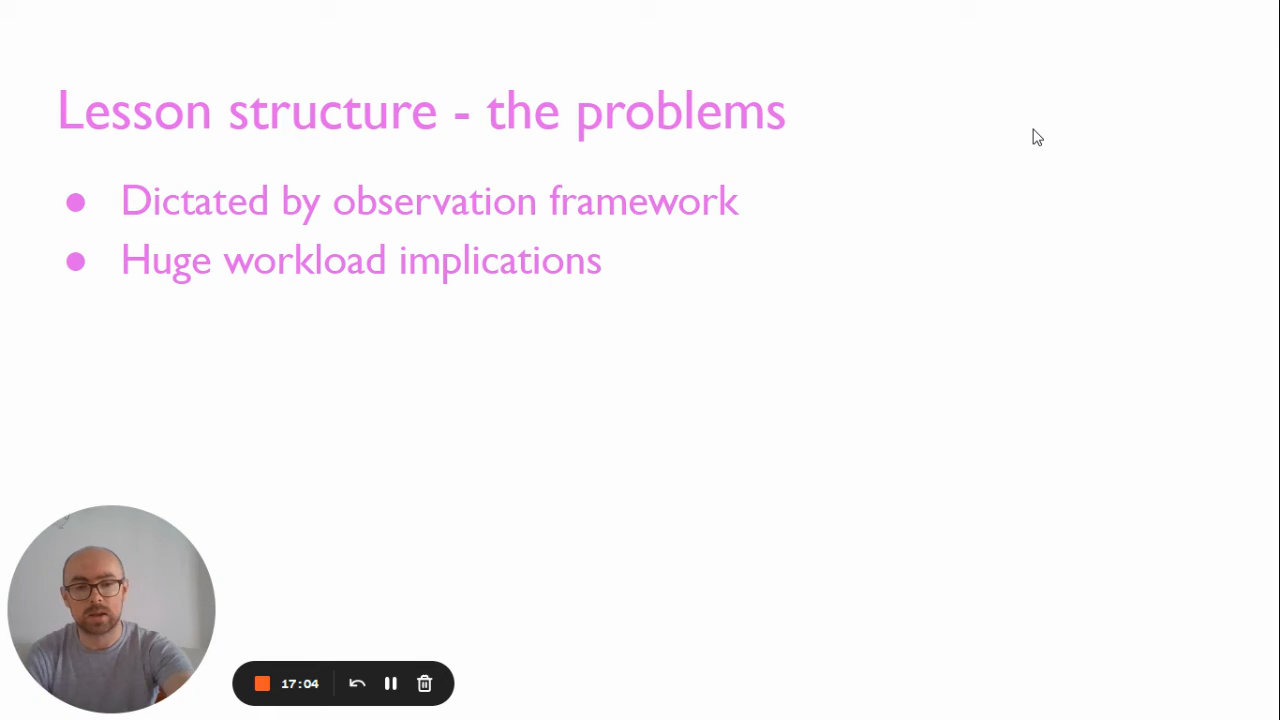 Lesson structure - the problems
● Dictated by observation framework
● Huge workload implications
17:04